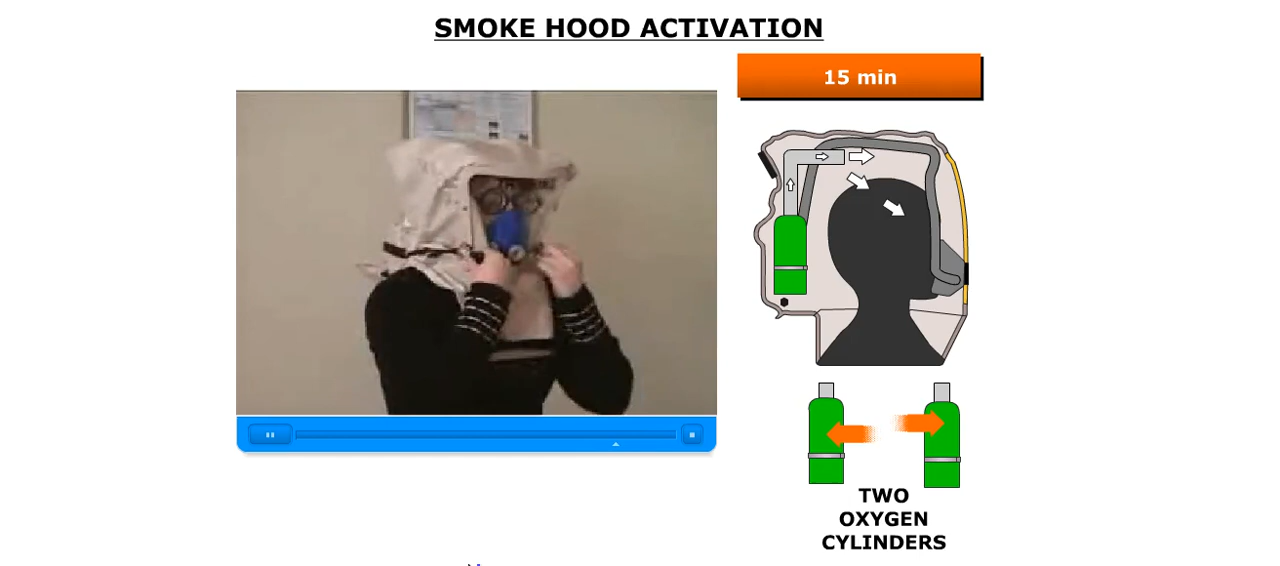 SMOKE HOOD ACTIVATION
15 min
TWO
OXYGEN
CYLINDERS